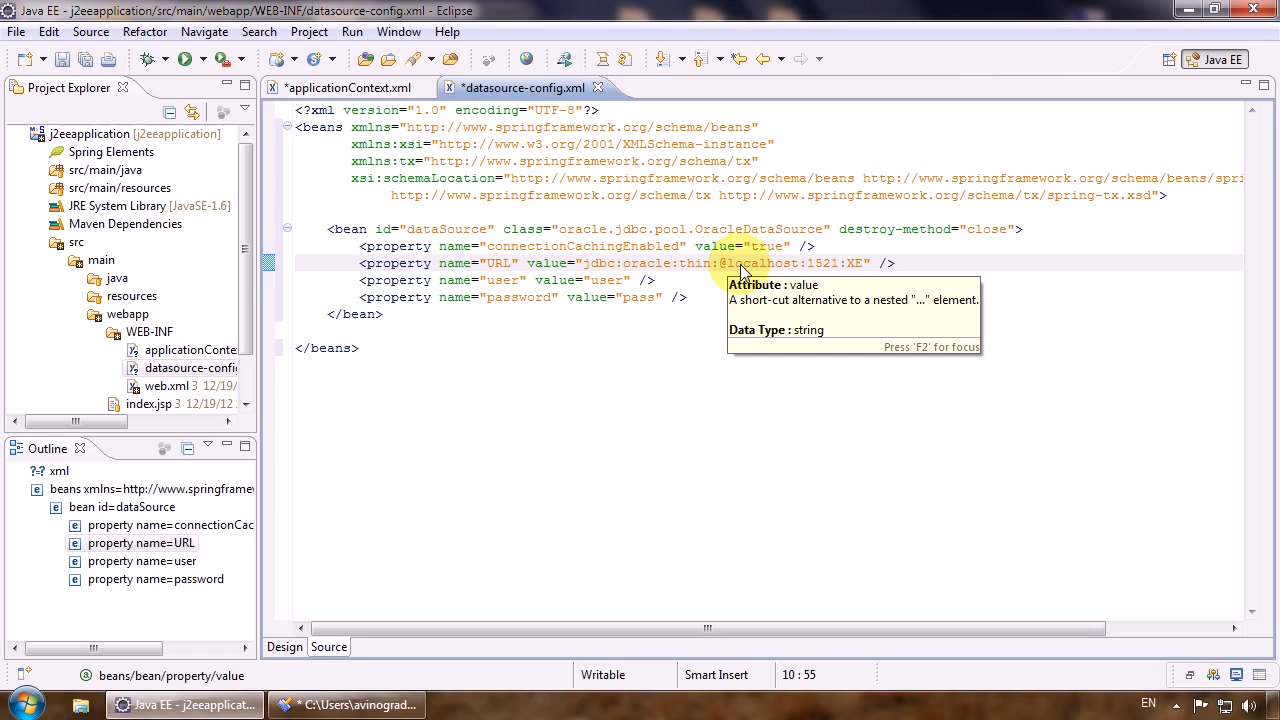 Java EE - j2eeapplication/src/main/webapp/WEB-INF/datasource-config.xml - Eclipse
File Edit Source Refactor Navigate Search Project Run Window Help
Java EE
Project Explorer
j2eeapplication [j2eeapplication]
Spring Elements
src/main/java
src/main/resources
JRE System Library [JavaSE-1.6]
Maven Dependencies
src
main
java
resources
webapp
WEB-INF
applicationConte
datasource-config
web.xml 3 12/19/
index.jsp 3 12/19/12
*applicationContext.xml
*datasource-config.xml
<?xml version="1.0" encoding="UTF-8"?>
<beans xmlns="http://www.springframework.org/schema/beans"
xmlns:xsi="http://www.w3.org/2001/XMLSchema-instance"
xmlns:tx="http://www.springframework.org/schema/tx"
xsi:schemaLocation="http://www.springframework.org/schema/beans http://www.springframework.org/schema/beans/spri
http://www.springframework.org/schema/tx http://www.springframework.org/schema/tx/spring-tx.xsd">
<bean id="dataSource" class="oracle.jdbc.pool.OracleDataSource" destroy-method="close">
<property name="connectionCachingEnabled" value="true" />
<property name="URL" value="jdbc:oracle:thin:@localhost:1521:XE" />
<property name="user" value="user" />
<property name="password" value="pass" />
</bean>
</beans>
Attribute : value
A short-cut alternative to a nested "..." element.
Data Type : string
Press 'F2' for focus
Outline
xml
beans xmlns=http://www.springframew
bean id=dataSource
property name=connectionCac
property name=URL
property name=user
property name=password
Design Source
beans/bean/property/value
Writable
Smart Insert
10 : 55
Java EE - j2eeapplicat...
* C:\Users\avinograd...
EN